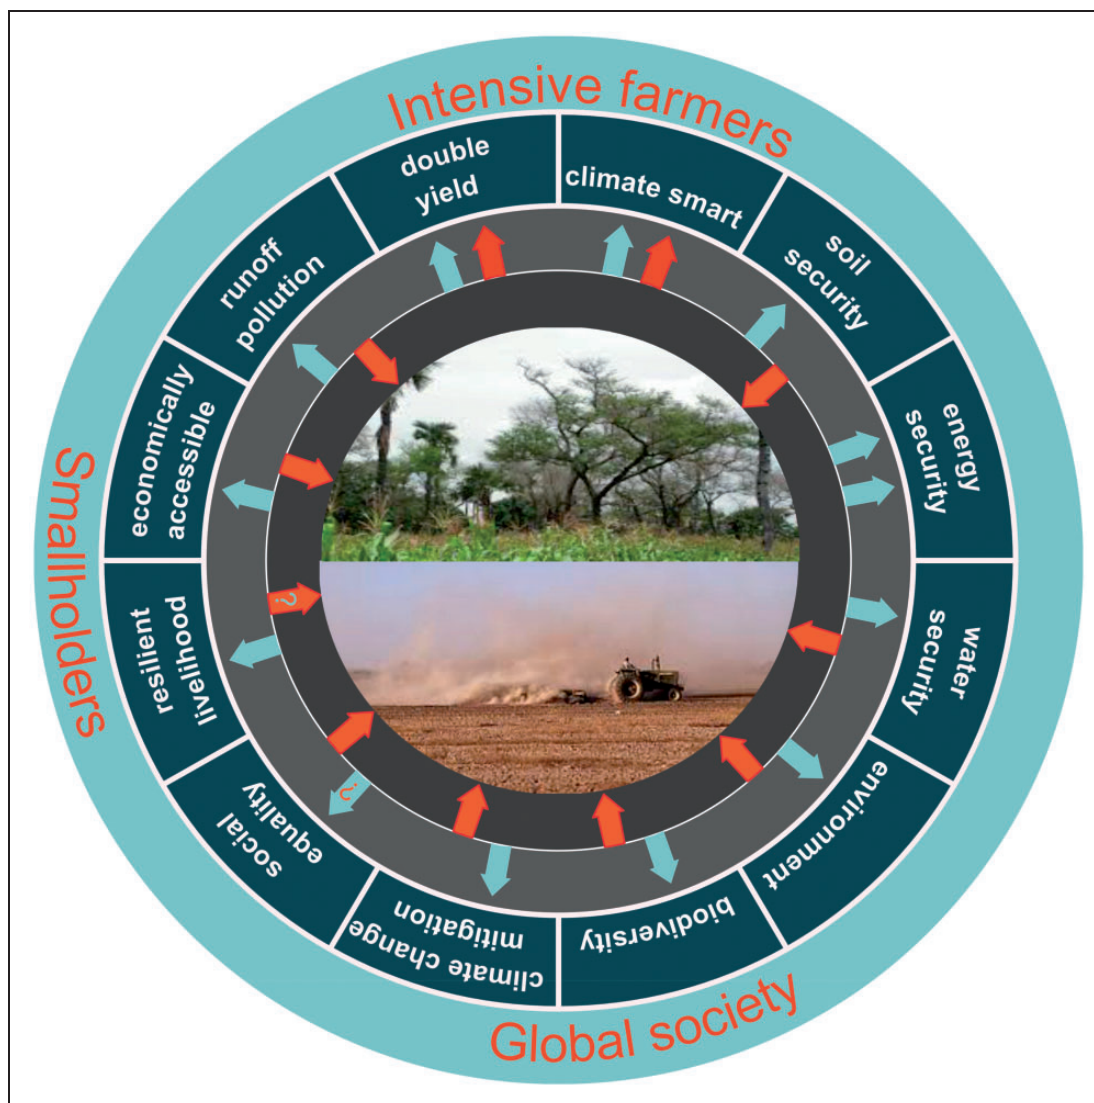 Intensive farmers
double
yield
climate smart
soil
security
energy
security
water
security
environment
biodiversity
climate change
mitigation
social
equality
resilient
livelihood
economically
accessible
runoff
pollution
Smallholders
Global society
?
?